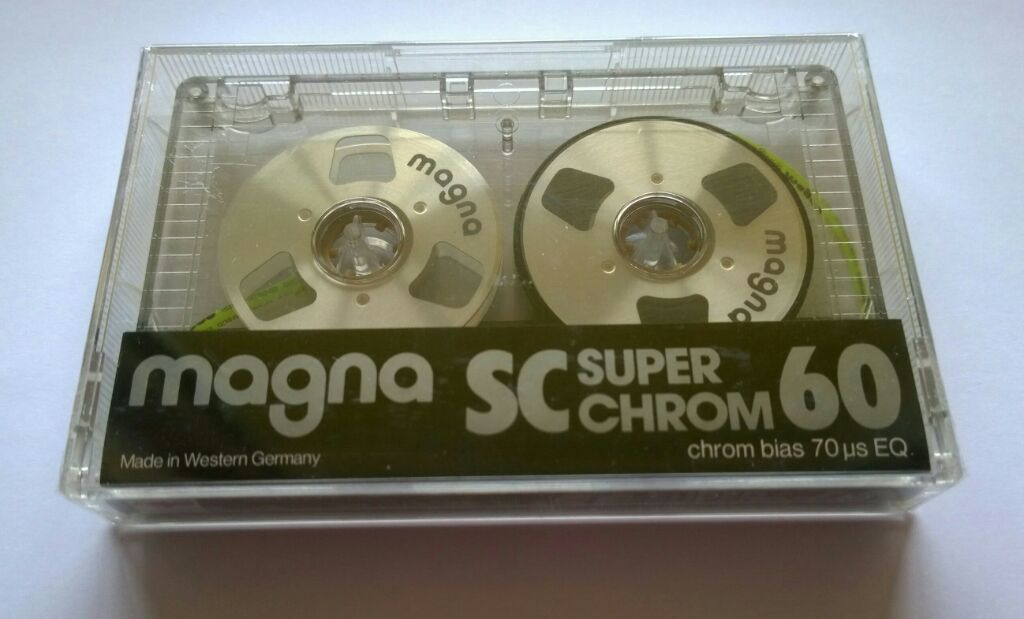 magna
magna
magna
SC
SUPER
CHROM
60
Made in Western Germany
chrom bias 70 µs EQ.